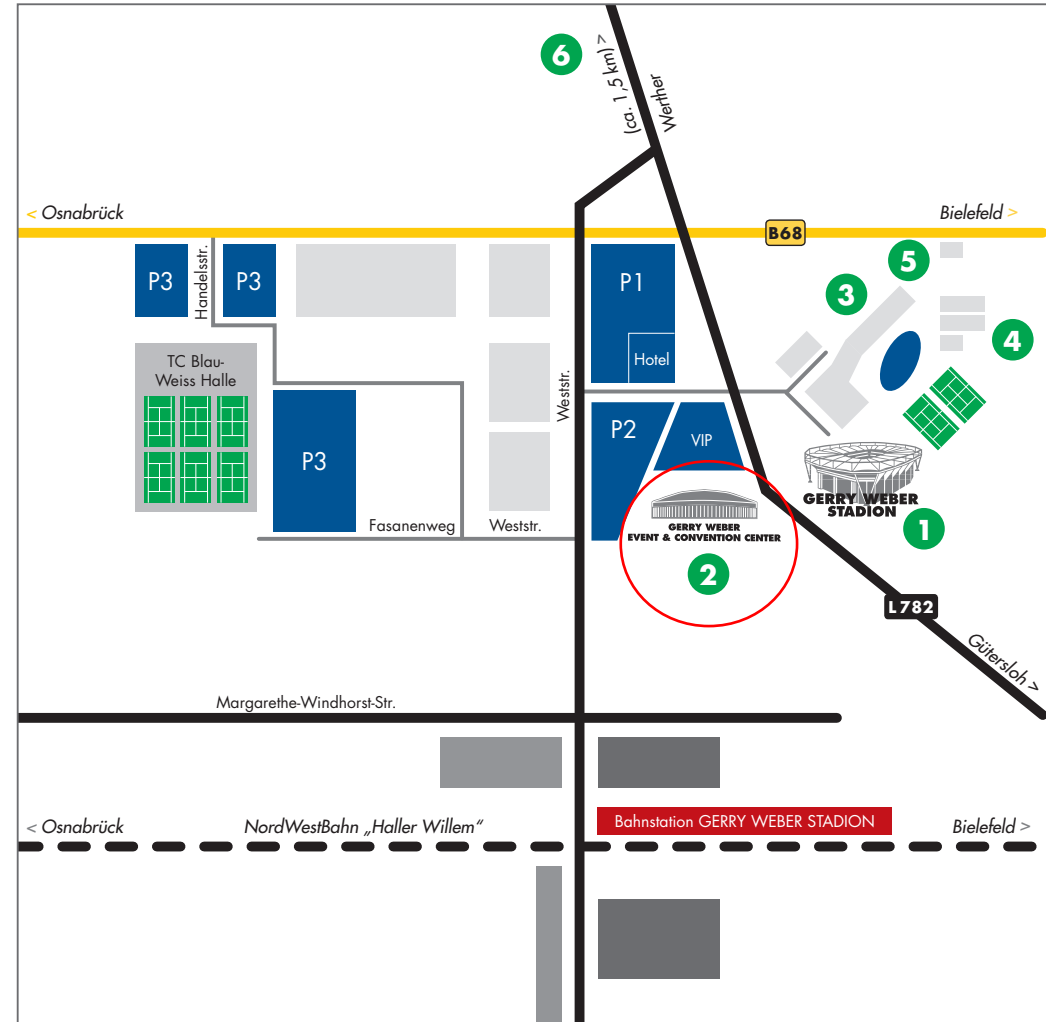 6
(ca. 1,5 km) >
Werther
< Osnabrück
B68
Bielefeld >
P3
Handelsstr.
P3
P1
Hotel
5
3
4
TC Blau-
Weiss Halle
Weststr.
P2
VIP
P3
Fasanenweg
Weststr.
GERRY WEBER
EVENT & CONVENTION CENTER
2
GERRY WEBER
STADION
1
L 782
Gütersloh >
Margarethe-Windhorst-Str.
< Osnabrück
NordWestBahn „Haller Willem“
Bahnstation GERRY WEBER STADION
Bielefeld >